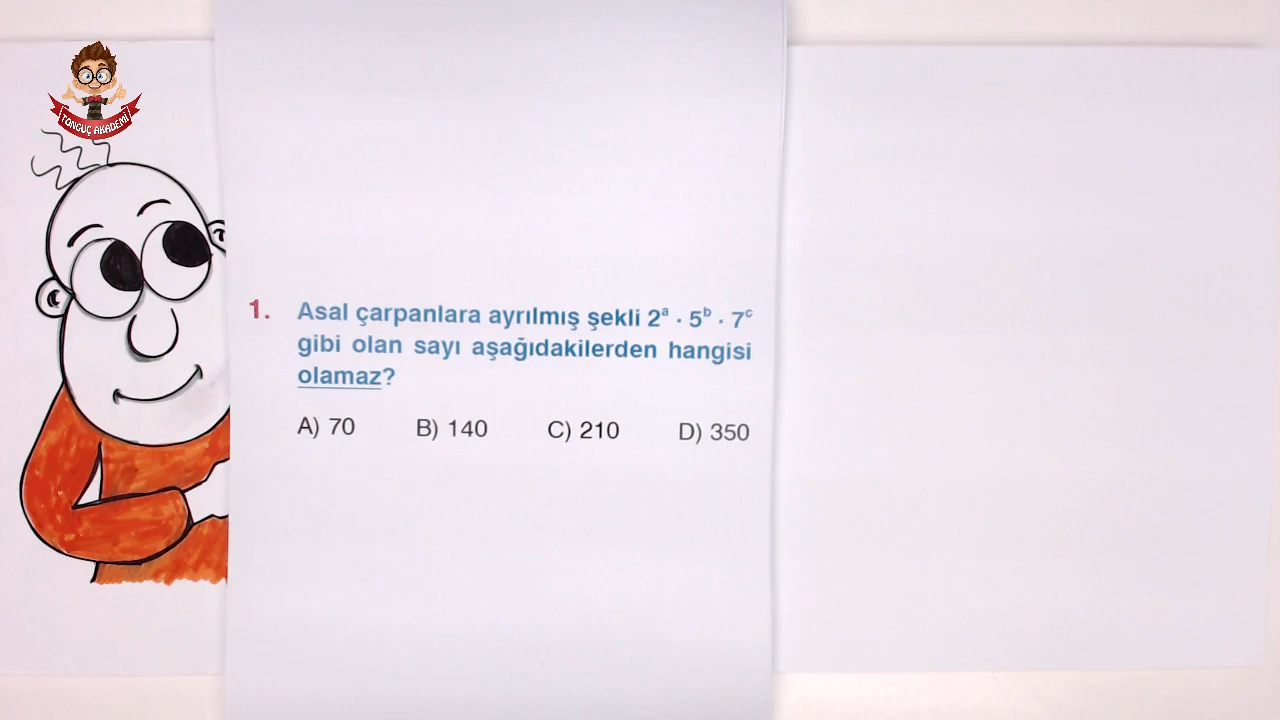 TONGUÇ AKADEMİ
1. Asal çarpanlara ayrılmış şekli 2ᵃ · 5ᵇ · 7ᶜ
gibi olan sayı aşağıdakilerden hangisi
olamaz?
A) 70 B) 140 C) 210 D) 350